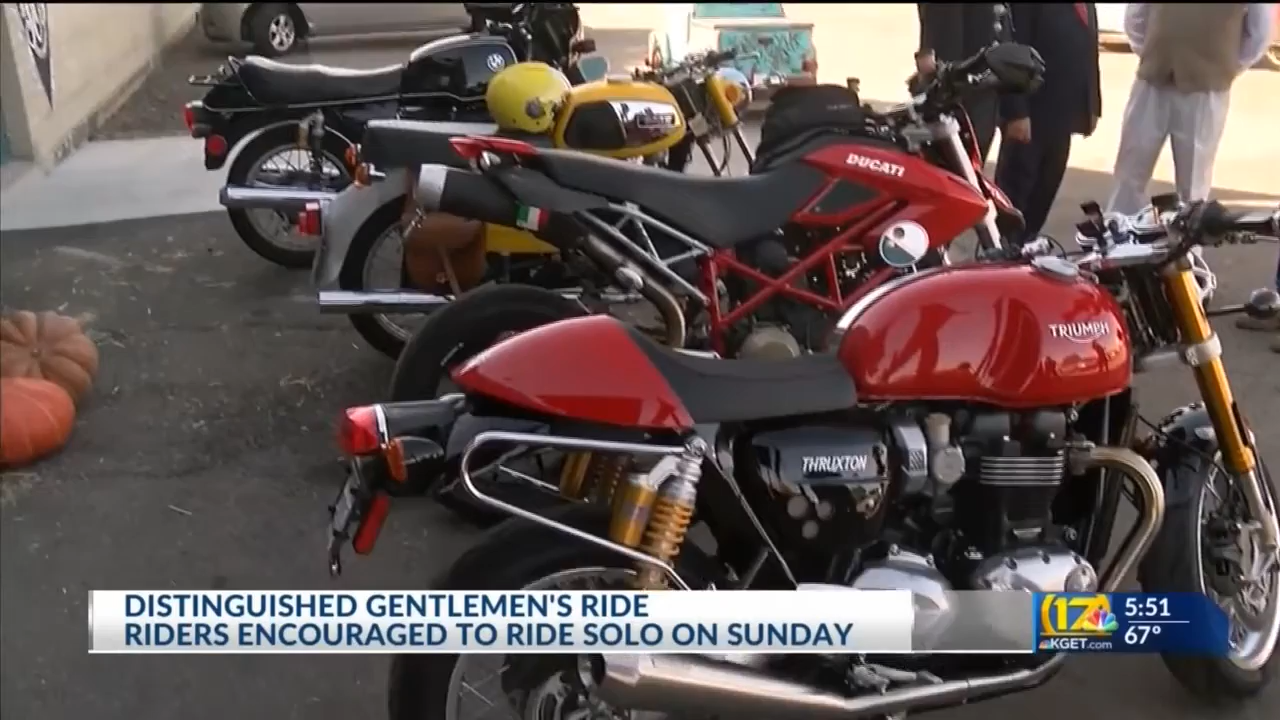 DUCATI
TRIUMPH
THRUXTON
DISTINGUISHED GENTLEMEN'S RIDE
RIDERS ENCOURAGED TO RIDE SOLO ON SUNDAY
17
KGET.com
5:51
67°